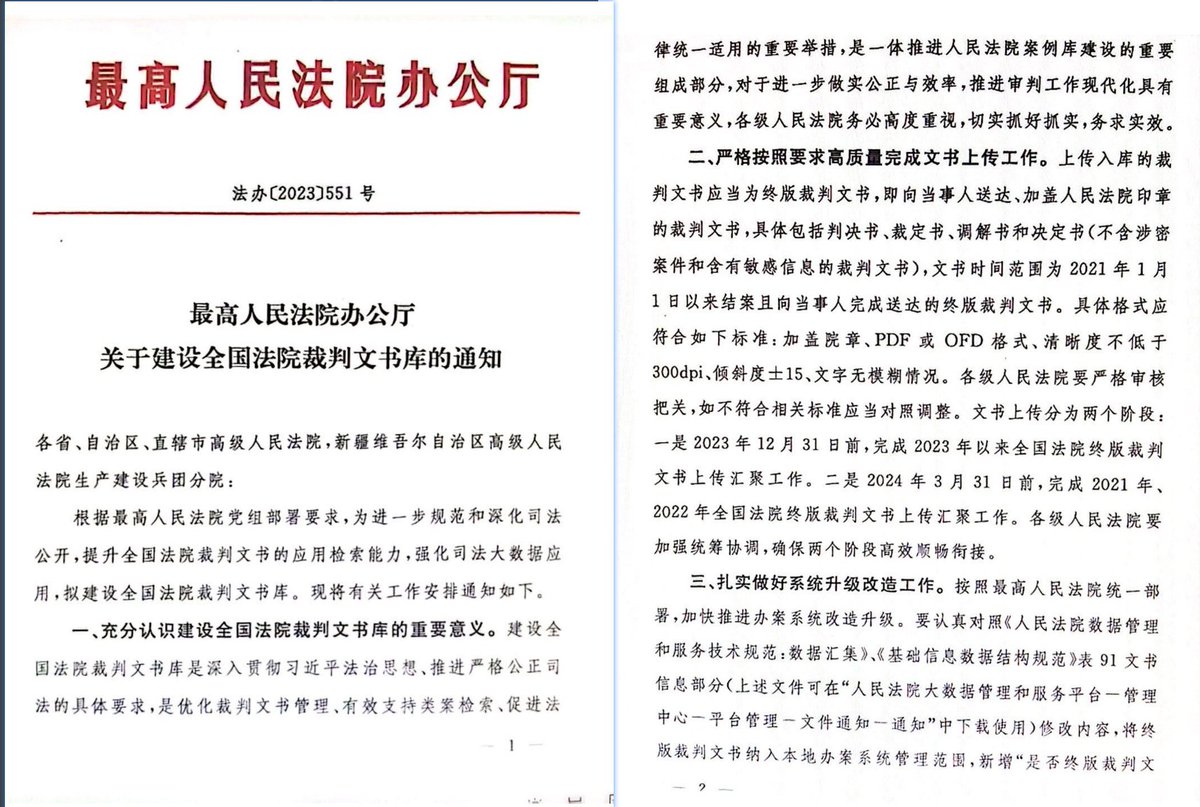 最高人民法院办公厅
法办〔2023〕551 号
最高人民法院办公厅
关于建设全国法院裁判文书库的通知
各省、自治区、直辖市高级人民法院,新疆维吾尔自治区高级人民
法院生产建设兵团分院:
根据最高人民法院党组部署要求,为进一步规范和深化司法
公开,提升全国法院裁判文书的应用检索能力,强化司法大数据应
用,拟建设全国法院裁判文书库。现将有关工作安排通知如下。
一、充分认识建设全国法院裁判文书库的重要意义。建设全
国法院裁判文书库是深入贯彻习近平法治思想、推进严格公正司
法的具体要求,是优化裁判文书管理、有效支持类案检索、促进法
— 1 —
律统一适用的重要举措,是一体推进人民法院案例库建设的重要
组成部分,对于进一步做实公正与效率,推进审判工作现代化具有
重要意义,各级人民法院务必高度重视,切实抓好抓实,务求实效。
二、严格按照要求高质量完成文书上传工作。上传入库的裁
判文书应当为终版裁判文书,即向当事人送达、加盖人民法院印章
的裁判文书,具体包括判决书、裁定书、调解书和决定书(不含涉密
案件和含有敏感信息的裁判文书),文书时间范围为 2021 年 1 月
1 日以来结案且向当事人完成送达的终版裁判文书。具体格式应
符合如下标准:加盖院章、PDF 或 OFD 格式、清晰度不低于
300dpi、倾斜度±15、文字无模糊情况。各级人民法院要严格审核
把关,如不符合相关标准应当对照调整。文书上传分为两个阶段:
一是 2023 年 12 月 31 日前,完成 2023 年以来全国法院终版裁判
文书上传汇聚工作。二是 2024 年 3 月 31 日前,完成 2021 年、
2022 年全国法院终版裁判文书上传汇聚工作。各级人民法院要
加强统筹协调,确保两个阶段高效顺畅衔接。
三、扎实做好系统升级改造工作。按照最高人民法院统一部
署,加快推进办案系统改造升级。要认真对照《人民法院数据管理
和服务技术规范:数据汇集》、《基础信息数据结构规范》表 91 文书
信息部分(上述文件可在“人民法院大数据管理和服务平台—管理
中心—平台管理—文件通知—通知”中下载使用)修改内容,将终
版裁判文书纳入本地办案系统管理范围,新增“是否终版裁判文
— 2 —